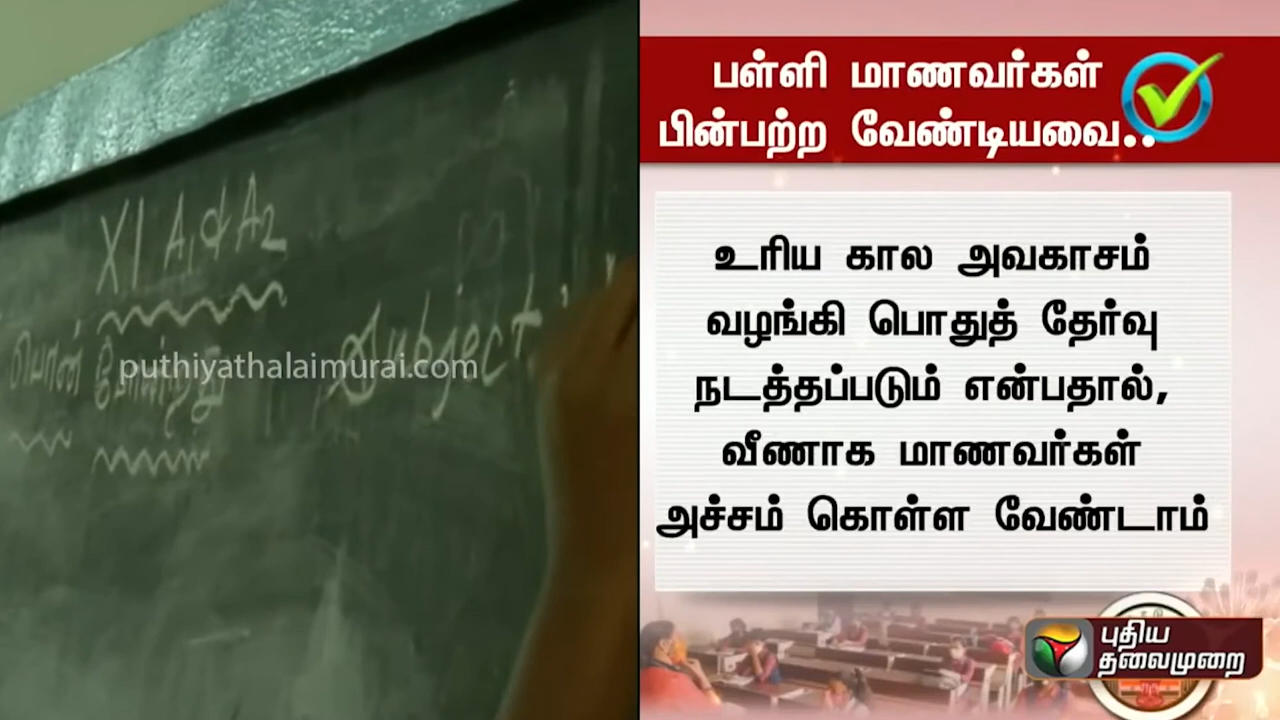 XI A1 & A2
Subject
puthiyathalaimurai.com
பள்ளி மாணவர்கள்
பின்பற்ற வேண்டியவை..
உரிய கால அவகாசம்
வழங்கி பொதுத் தேர்வு
நடத்தப்படும் என்பதால்,
வீணாக மாணவர்கள்
அச்சம் கொள்ள வேண்டாம்
புதிய
தலைமுறை